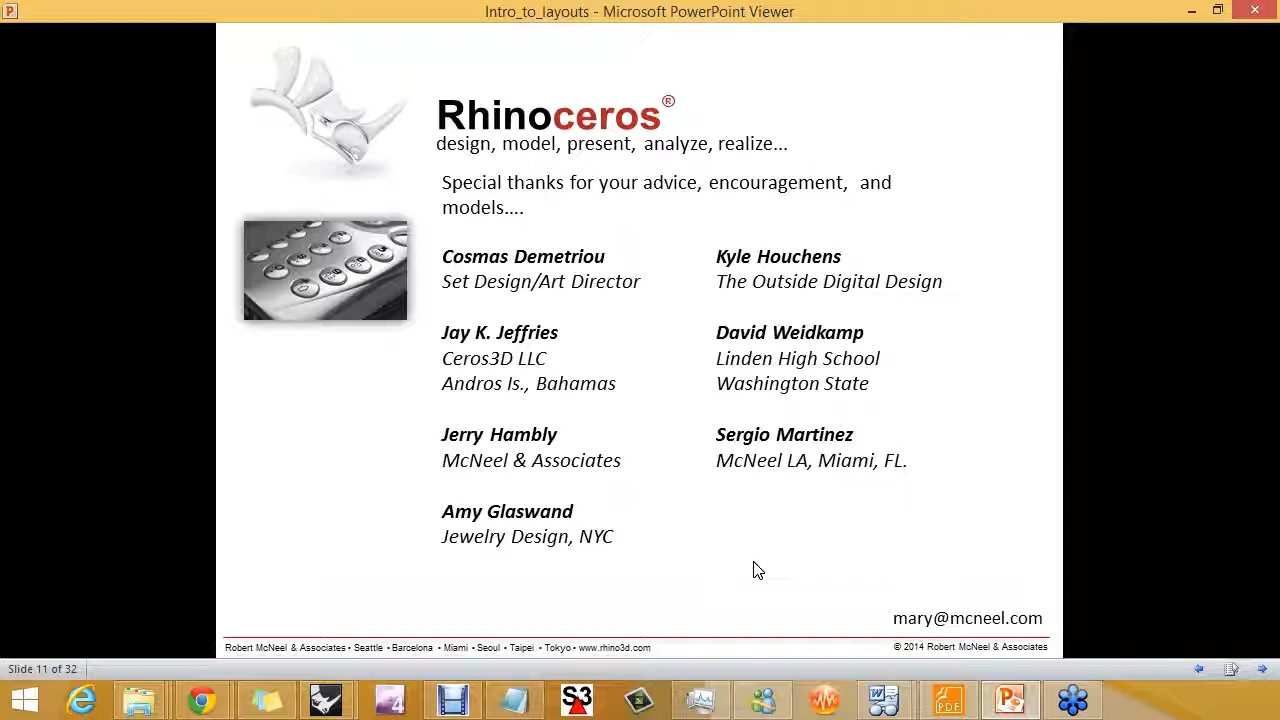 Intro_to_layouts - Microsoft PowerPoint Viewer
Rhinoceros®
design, model, present, analyze, realize...
Special thanks for your advice, encouragement, and
models....
Cosmas Demetriou
Set Design/Art Director
Jay K. Jeffries
Ceros3D LLC
Andros Is., Bahamas
Jerry Hambly
McNeel & Associates
Amy Glaswand
Jewelry Design, NYC
Kyle Houchens
The Outside Digital Design
David Weidkamp
Linden High School
Washington State
Sergio Martinez
McNeel LA, Miami, FL.
mary@mcneel.com
Robert McNeel & Associates • Seattle • Barcelona • Miami • Seoul • Taipei • Tokyo • www.rhino3d.com
© 2014 Robert McNeel & Associates
Slide 11 of 32
4
S3
PDF